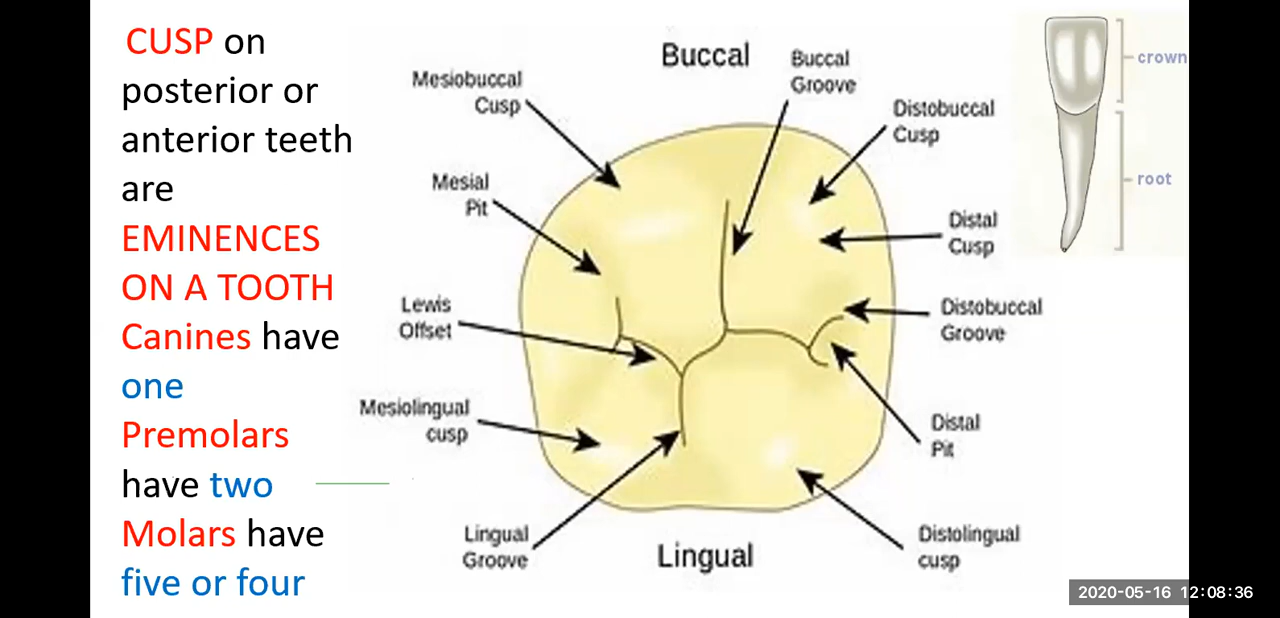 CUSP on
posterior or
anterior teeth
are
EMINENCES
ON A TOOTH
Canines have
one
Premolars
have two
Molars have
five or four
Buccal
Mesiobuccal
Cusp
Buccal
Groove
Distobuccal
Cusp
Mesial
Pit
Distal
Cusp
Lewis
Offset
Distobuccal
Groove
Mesiolingual
cusp
Distal
Pit
Lingual
Groove
Lingual
Distolingual
cusp
crown
root
2020-05-16 12:08:36